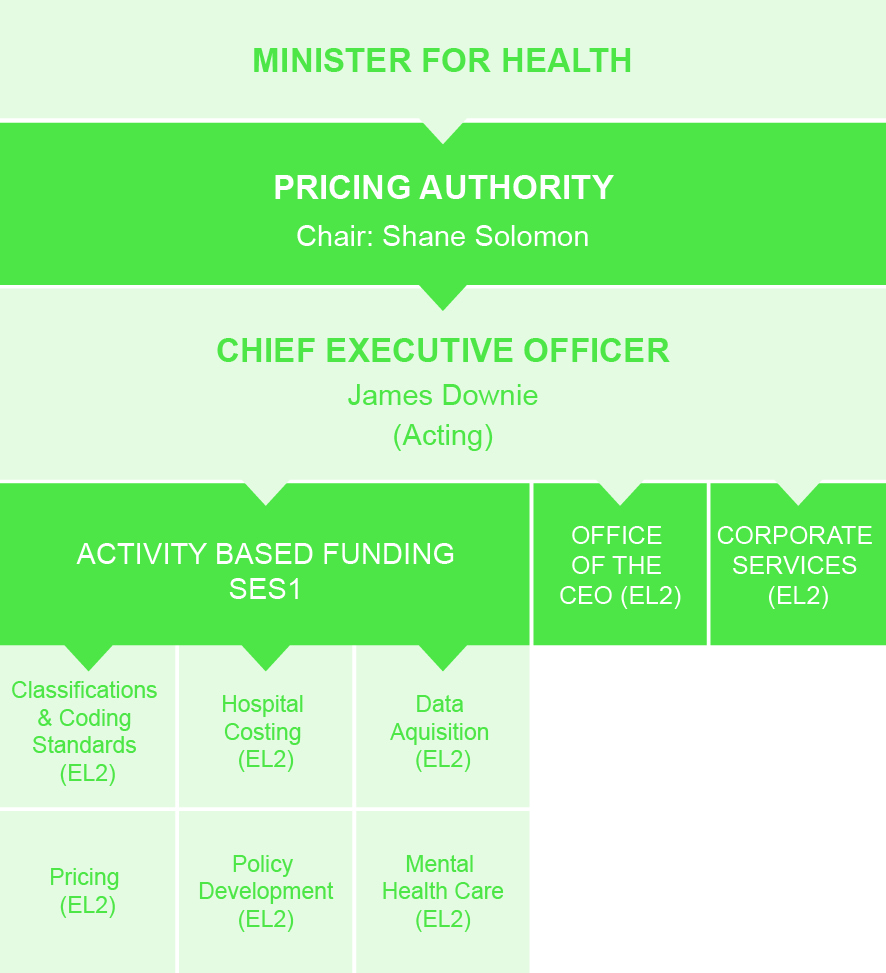 MINISTER FOR HEALTH
PRICING AUTHORITY
Chair: Shane Solomon
CHIEF EXECUTIVE OFFICER
James Downie
(Acting)
ACTIVITY BASED FUNDING
SES1
OFFICE
OF THE
CEO (EL2)
CORPORATE
SERVICES
(EL2)
Classifications
& Coding
Standards
(EL2)
Hospital
Costing
(EL2)
Data
Aquisition
(EL2)
Pricing
(EL2)
Policy
Development
(EL2)
Mental
Health Care
(EL2)